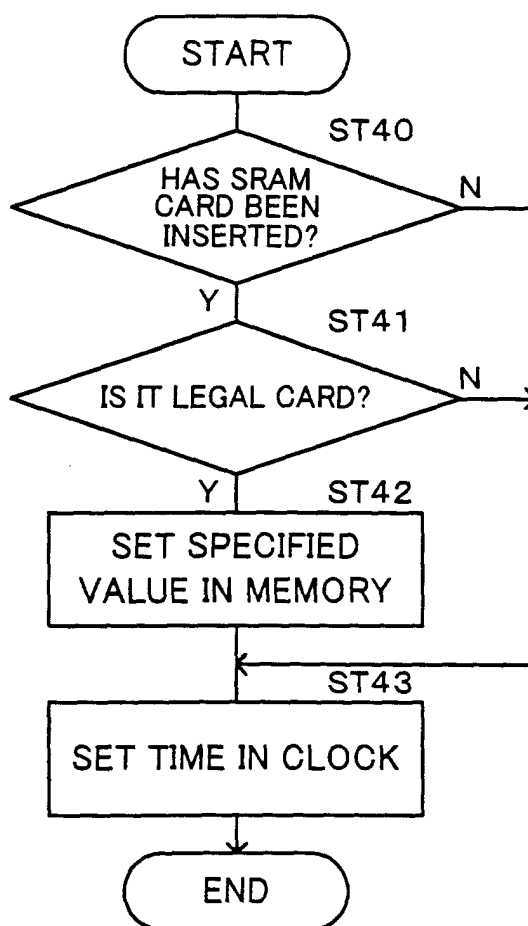 START
ST40
HAS SRAM
CARD BEEN
INSERTED?
N
Y
ST41
IS IT LEGAL CARD?
N
Y
ST42
SET SPECIFIED
VALUE IN MEMORY
ST43
SET TIME IN CLOCK
END